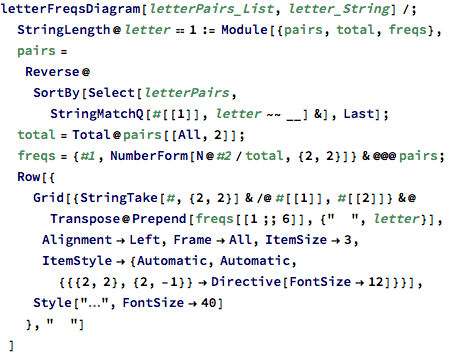 letterFreqsDiagram[letterPairs_List, letter_String] /;
StringLength@letter == 1 := Module[{pairs, total, freqs},
pairs =
Reverse@
SortBy[Select[letterPairs,
StringMatchQ[#[[1]], letter ~~ __] &], Last];
total = Total@pairs[[All, 2]];
freqs = {#1, NumberForm[N@#2 / total, {2, 2}]} & @@@ pairs;
Row[{
Grid[{StringTake[#, {2, 2}] & /@ #[[1]], #[[2]]} &@
Transpose@Prepend[freqs[[1 ;; 6]], {"  ", letter}],
Alignment → Left, Frame → All, ItemSize → 3,
ItemStyle → {Automatic, Automatic,
{{{2, 2}, {2, -1}} → Directive[FontSize → 12]}}],
Style["…", FontSize → 40]
}, "  "]
]